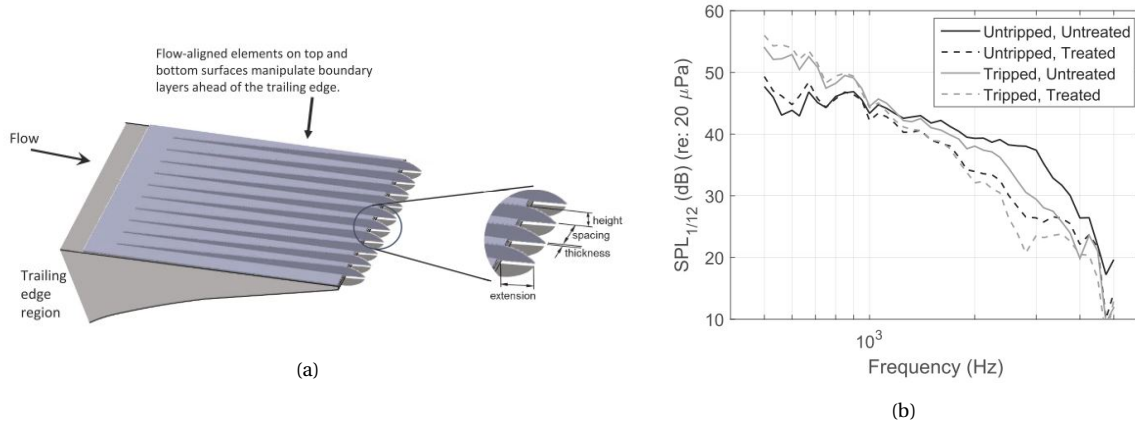 Flow-aligned elements on top and
bottom surfaces manipulate boundary
layers ahead of the trailing edge.
Flow
height
spacing
thickness
extension
Trailing
edge
region
(a)
60
50
40
30
20
10
SPL1/12 (dB) (re: 20 μPa)
Untripped, Untreated
Untripped, Treated
Tripped, Untreated
Tripped, Treated
10³
Frequency (Hz)
(b)